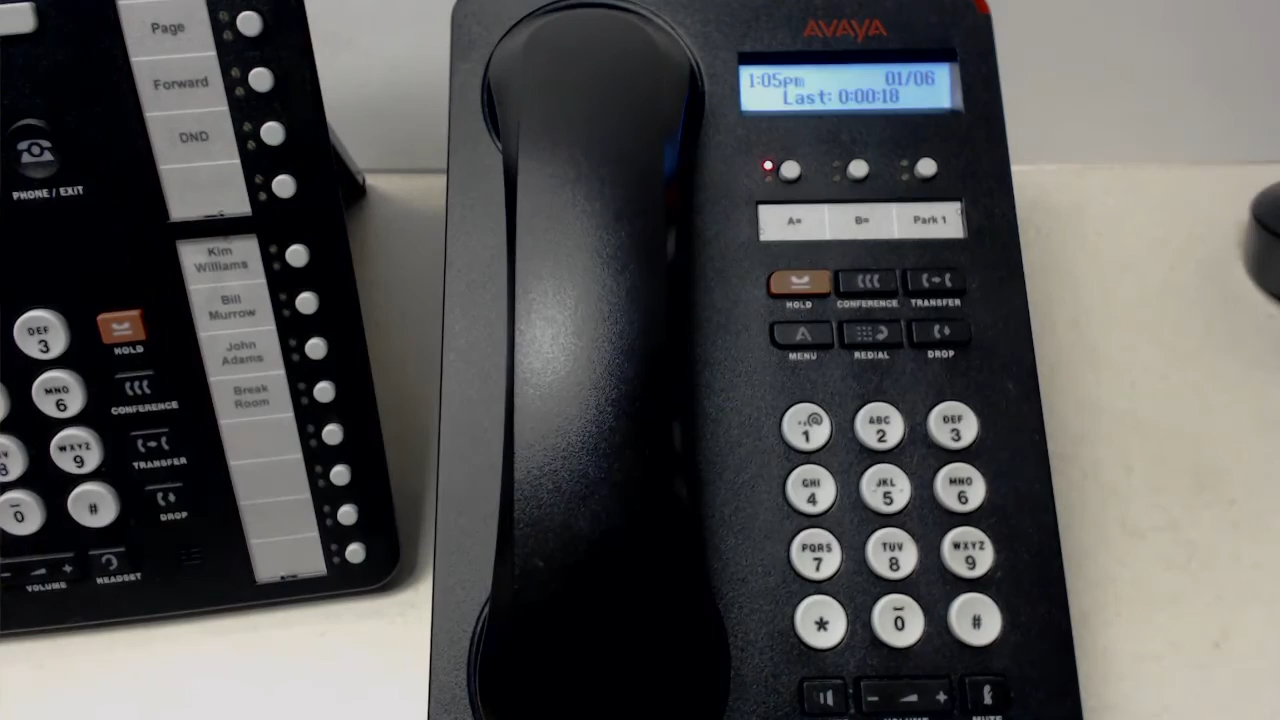 Page
Forward
DND
PHONE / EXIT
Kim
Williams
Bill
Murrow
John
Adams
Break
Room
DEF
3
HOLD
MNO
6
CONFERENCE
WXYZ
9
TRANSFER
8
0
#
DROP
- +
VOLUME
HEADSET
AVAYA
1:05pm 01/06
Last: 0:00:18
A= B= Park 1
HOLD CONFERENCE TRANSFER
MENU REDIAL DROP
.,@ ABC DEF
1 2 3
GHI JKL MNO
4 5 6
PQRS TUV WXYZ
7 8 9
* 0 #
- +
VOLUME MUTE